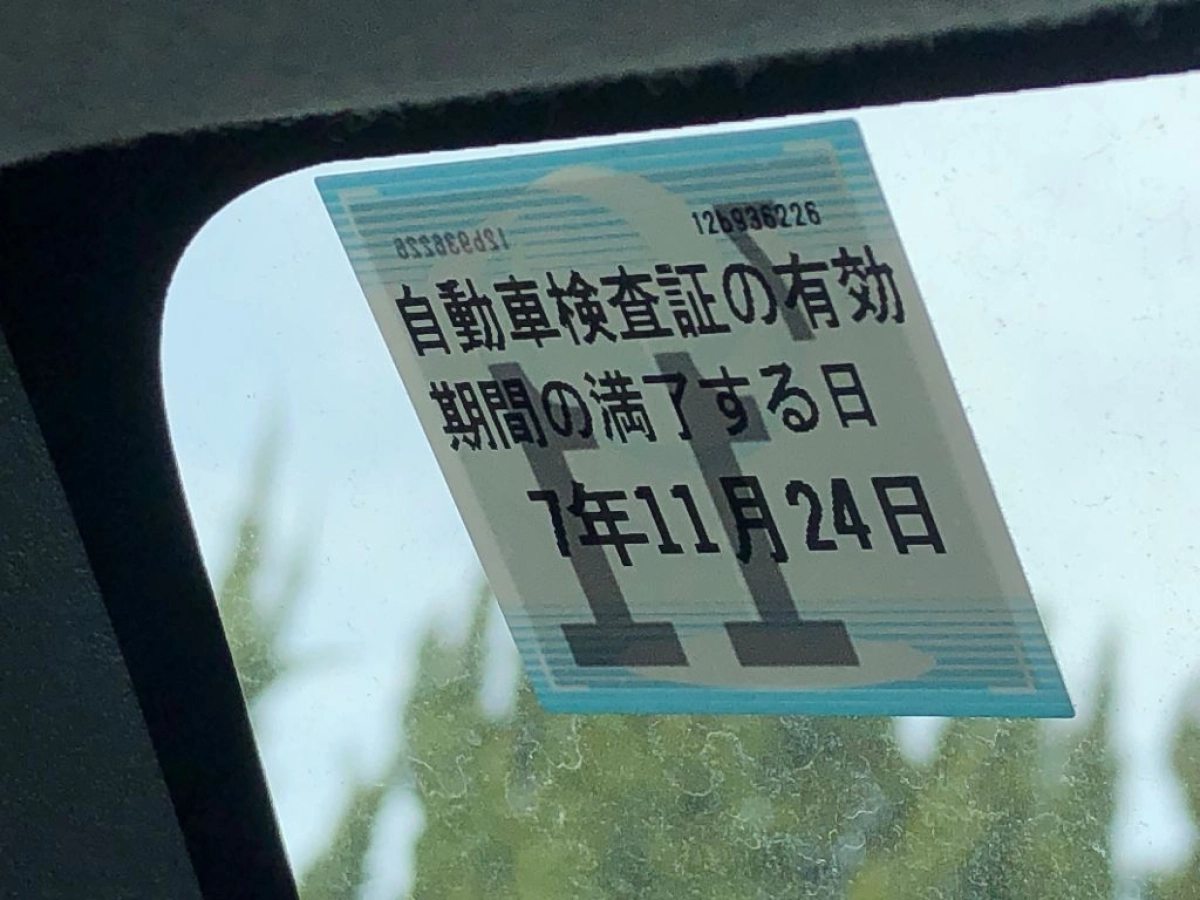 12b936226
自動車検査証の有効
期間の満了する日
7年11月24日